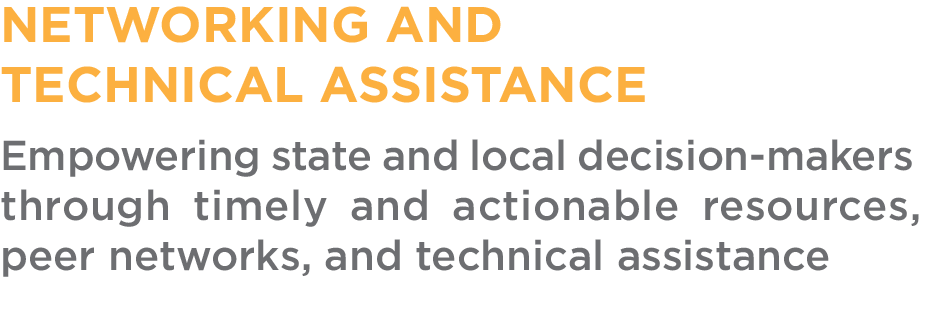 NETWORKING AND
TECHNICAL ASSISTANCE
Empowering state and local decision-makers
through timely and actionable resources,
peer networks, and technical assistance